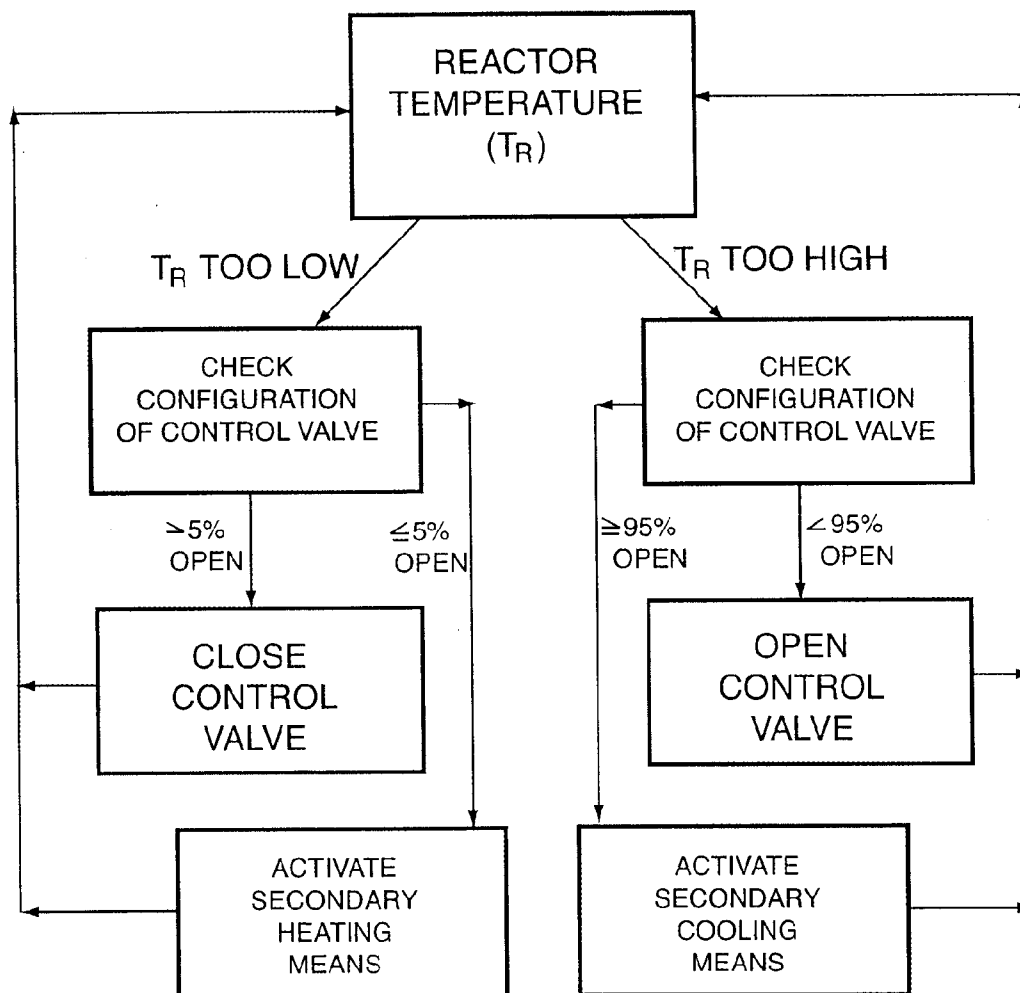 REACTOR
TEMPERATURE
(TR)
TR TOO LOW
TR TOO HIGH
CHECK
CONFIGURATION
OF CONTROL VALVE
CHECK
CONFIGURATION
OF CONTROL VALVE
>5%
OPEN
≦5%
OPEN
≧95%
OPEN
<95%
OPEN
CLOSE
CONTROL
VALVE
OPEN
CONTROL
VALVE
ACTIVATE
SECONDARY
HEATING
MEANS
ACTIVATE
SECONDARY
COOLING
MEANS